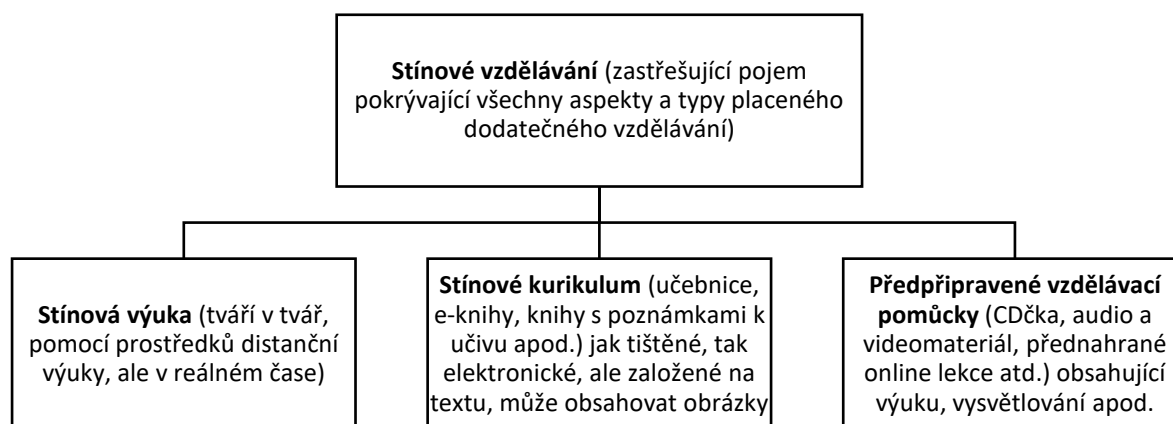 Stínové vzdělávání (zastřešující pojem
pokrývající všechny aspekty a typy placeného
dodatečného vzdělávání)
Stínová výuka (tváří v tvář,
pomocí prostředků distanční
výuky, ale v reálném čase)
Stínové kurikulum (učebnice,
e-knihy, knihy s poznámkami k
učivu apod.) jak tištěné, tak
elektronické, ale založené na
textu, může obsahovat obrázky
Předpřipravené vzdělávací
pomůcky (CDčka, audio a
videomateriál, přednahrané
online lekce atd.) obsahující
výuku, vysvětlování apod.